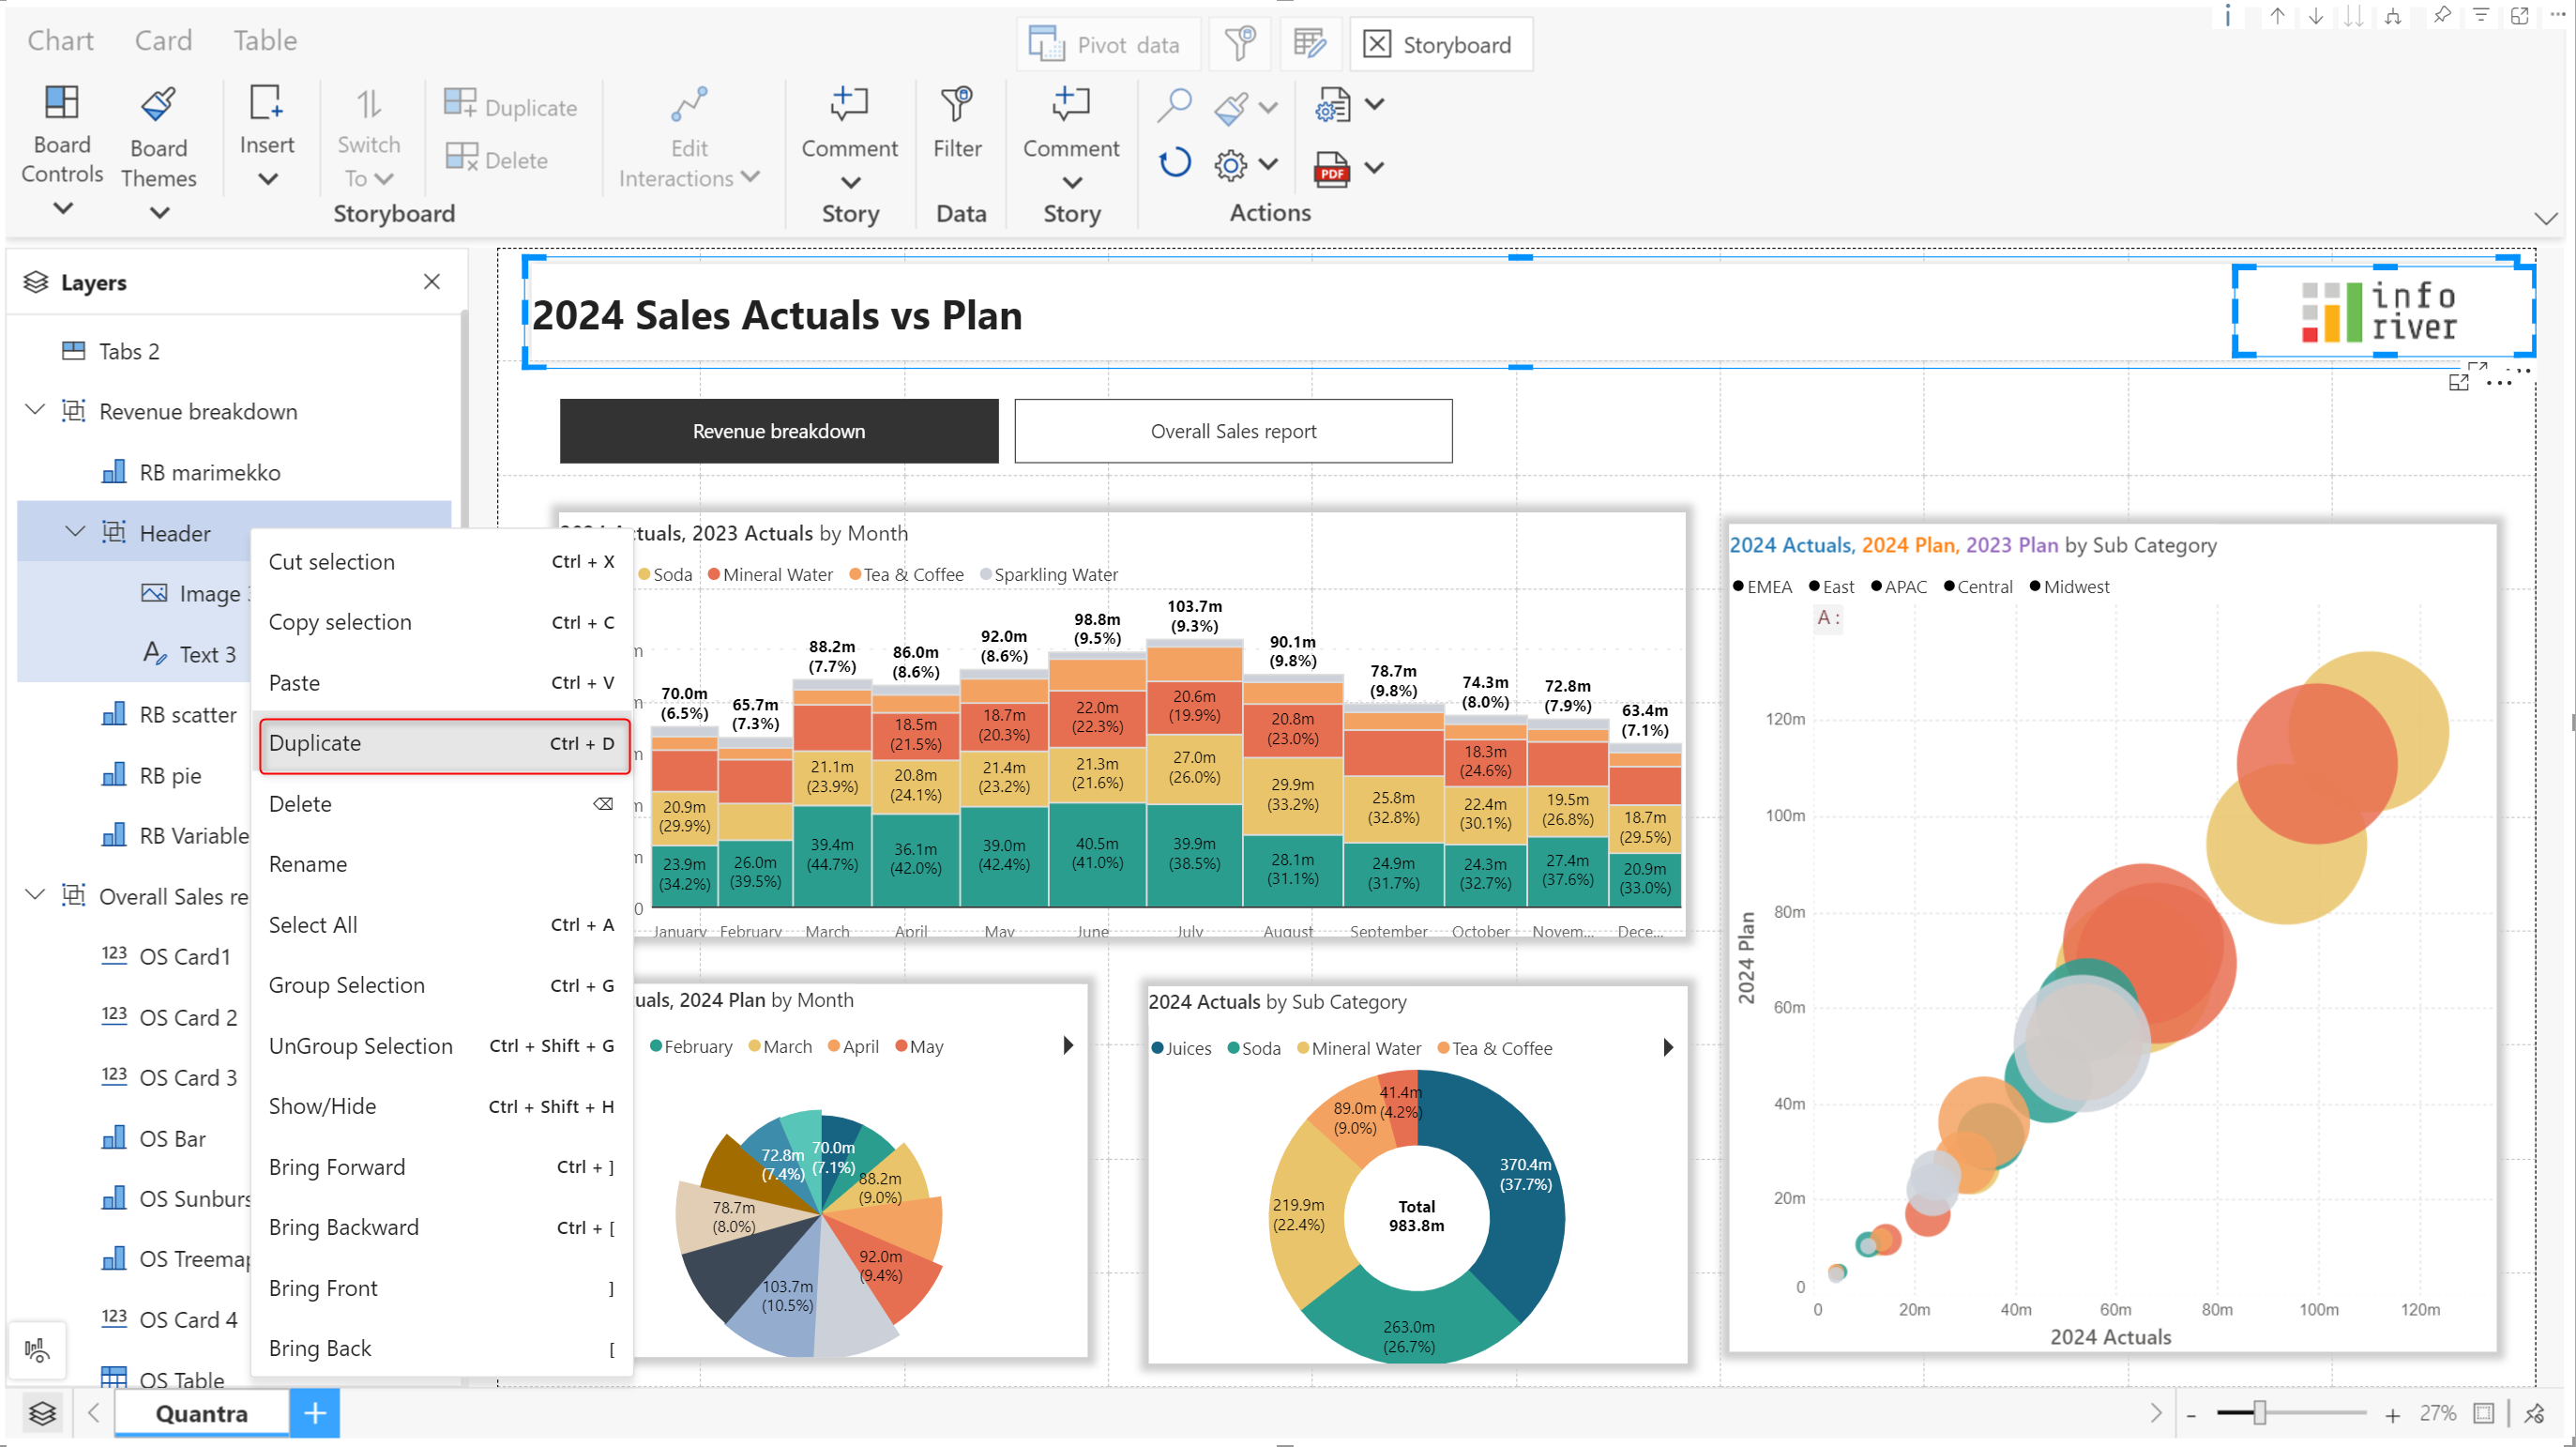 Chart Card Table
Pivot data
Storyboard
Board Controls
Board Themes
Insert
Switch To
Duplicate
Delete
Edit Interactions
Comment
Filter
Comment
PDF
Storyboard
Story
Data
Story
Actions
Layers
Tabs 2
Revenue breakdown
RB marimekko
Header
Image
Text 3
RB scatter
RB pie
RB Variable
Overall Sales re
123 OS Card1
123 OS Card 2
123 OS Card 3
OS Bar
OS Sunburs
OS Treemap
123 OS Card 4
OS Table
Cut selection Ctrl + X
Copy selection Ctrl + C
Paste Ctrl + V
Duplicate Ctrl + D
Delete
Rename
Select All Ctrl + A
Group Selection Ctrl + G
UnGroup Selection Ctrl + Shift + G
Show/Hide Ctrl + Shift + H
Bring Forward Ctrl + ]
Bring Backward Ctrl + [
Bring Front ]
Bring Back [
2024 Sales Actuals vs Plan
info
river
Revenue breakdown
Overall Sales report
tuals, 2023 Actuals by Month
Soda Mineral Water Tea & Coffee Sparkling Water
70.0m
(6.5%)
65.7m
(7.3%)
88.2m
(7.7%)
86.0m
(8.6%)
92.0m
(8.6%)
98.8m
(9.5%)
103.7m
(9.3%)
90.1m
(9.8%)
78.7m
(9.8%)
74.3m
(8.0%)
72.8m
(7.9%)
63.4m
(7.1%)
18.5m
(21.5%)
18.7m
(20.3%)
22.0m
(22.3%)
20.6m
(19.9%)
20.8m
(23.0%)
18.3m
(24.6%)
20.9m
(29.9%)
21.1m
(23.9%)
20.8m
(24.1%)
21.4m
(23.2%)
21.3m
(21.6%)
27.0m
(26.0%)
29.9m
(33.2%)
25.8m
(32.8%)
22.4m
(30.1%)
19.5m
(26.8%)
18.7m
(29.5%)
23.9m
(34.2%)
26.0m
(39.5%)
39.4m
(44.7%)
36.1m
(42.0%)
39.0m
(42.4%)
40.5m
(41.0%)
39.9m
(38.5%)
28.1m
(31.1%)
24.9m
(31.7%)
24.3m
(32.7%)
27.4m
(37.6%)
20.9m
(33.0%)
0
January February March April May June July August September October Novem... Dece...
uals, 2024 Plan by Month
February March April May
70.0m
(7.1%)
88.2m
(9.0%)
92.0m
(9.4%)
103.7m
(10.5%)
78.7m
(8.0%)
72.8m
(7.4%)
2024 Actuals by Sub Category
Juices Soda Mineral Water Tea & Coffee
41.4m
(4.2%)
89.0m
(9.0%)
370.4m
(37.7%)
219.9m
(22.4%)
Total
983.8m
263.0m
(26.7%)
2024 Actuals, 2024 Plan, 2023 Plan by Sub Category
EMEA East APAC Central Midwest
A :
120m
100m
80m
60m
40m
20m
0
2024 Plan
0 20m 40m 60m 80m 100m 120m
2024 Actuals
Quantra
27%